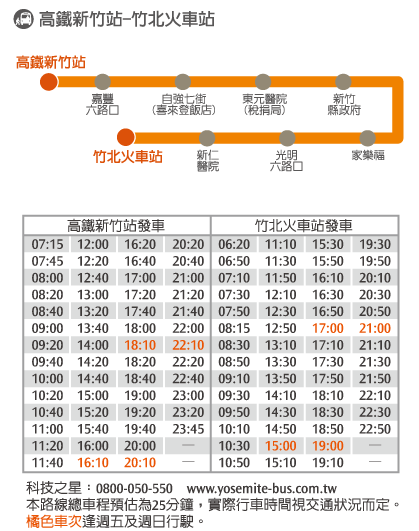 高鐵新竹站-竹北火車站
高鐵新竹站
嘉豐
六路口
自強七街
(喜來登飯店)
東元醫院
(稅捐局)
新竹
縣政府
竹北火車站
新仁
醫院
光明
六路口
家樂福
高鐵新竹站發車 竹北火車站發車
07:15 12:00 16:20 20:20 06:20 11:10 15:30 19:30
07:45 12:20 16:40 20:40 06:50 11:30 15:50 19:50
08:00 12:40 17:00 21:00 07:10 11:50 16:10 20:10
08:20 13:00 17:20 21:20 07:30 12:10 16:30 20:30
08:40 13:20 17:40 21:40 07:50 12:30 16:50 20:50
09:00 13:40 18:00 22:00 08:15 12:50 17:00 21:00
09:20 14:00 18:10 22:10 08:30 13:10 17:10 21:10
09:40 14:20 18:20 22:20 08:50 13:30 17:30 21:30
10:00 14:40 18:40 22:40 09:10 13:50 17:50 21:50
10:20 15:00 19:00 23:00 09:30 14:10 18:10 22:10
10:40 15:20 19:20 23:20 09:50 14:30 18:30 22:30
11:00 15:40 19:40 23:45 10:10 14:50 18:50 22:50
11:20 16:00 20:00 — 10:30 15:00 19:00 —
11:40 16:10 20:10 — 10:50 15:10 19:10 —
科技之星：0800-050-550 www.yosemite-bus.com.tw
本路線總車程預估為25分鐘，實際行車時間視交通狀況而定。
橘色車次逢週五及週日行駛。